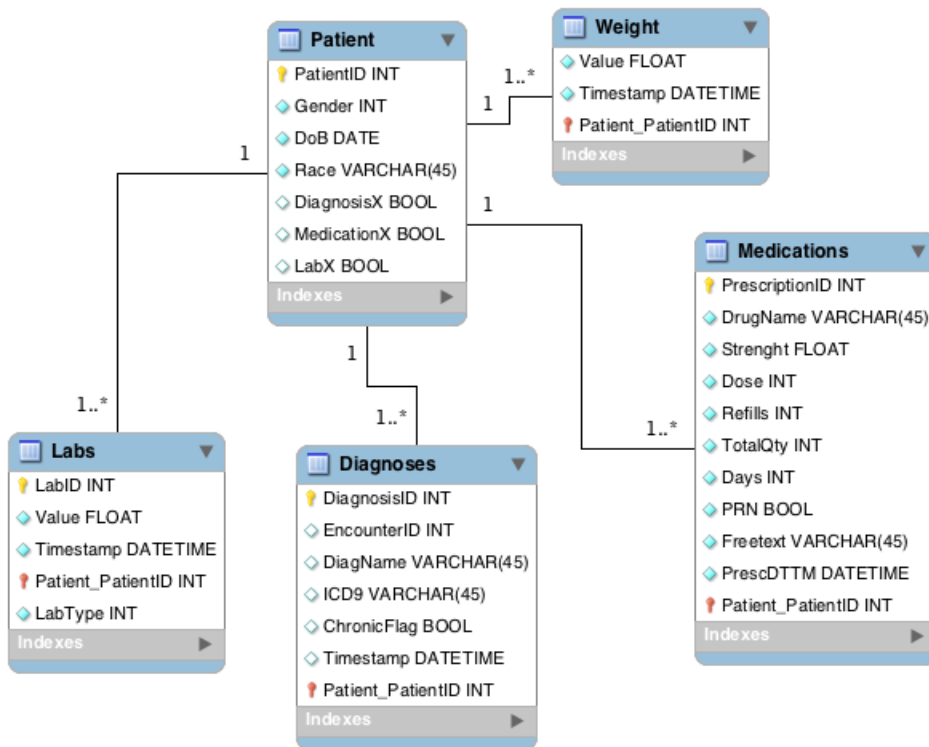 Patient
PatientID INT
Gender INT
DoB DATE
Race VARCHAR(45)
DiagnosisX BOOL
MedicationX BOOL
LabX BOOL
Indexes
Weight
Value FLOAT
Timestamp DATETIME
Patient_PatientID INT
Indexes
1
1..*
1
1..*
1
1..*
1
1..*
Medications
PrescriptionID INT
DrugName VARCHAR(45)
Strenght FLOAT
Dose INT
Refills INT
TotalQty INT
Days INT
PRN BOOL
Freetext VARCHAR(45)
PrescDTTM DATETIME
Patient_PatientID INT
Indexes
Labs
LabID INT
Value FLOAT
Timestamp DATETIME
Patient_PatientID INT
LabType INT
Indexes
Diagnoses
DiagnosisID INT
EncounterID INT
DiagName VARCHAR(45)
ICD9 VARCHAR(45)
ChronicFlag BOOL
Timestamp DATETIME
Patient_PatientID INT
Indexes